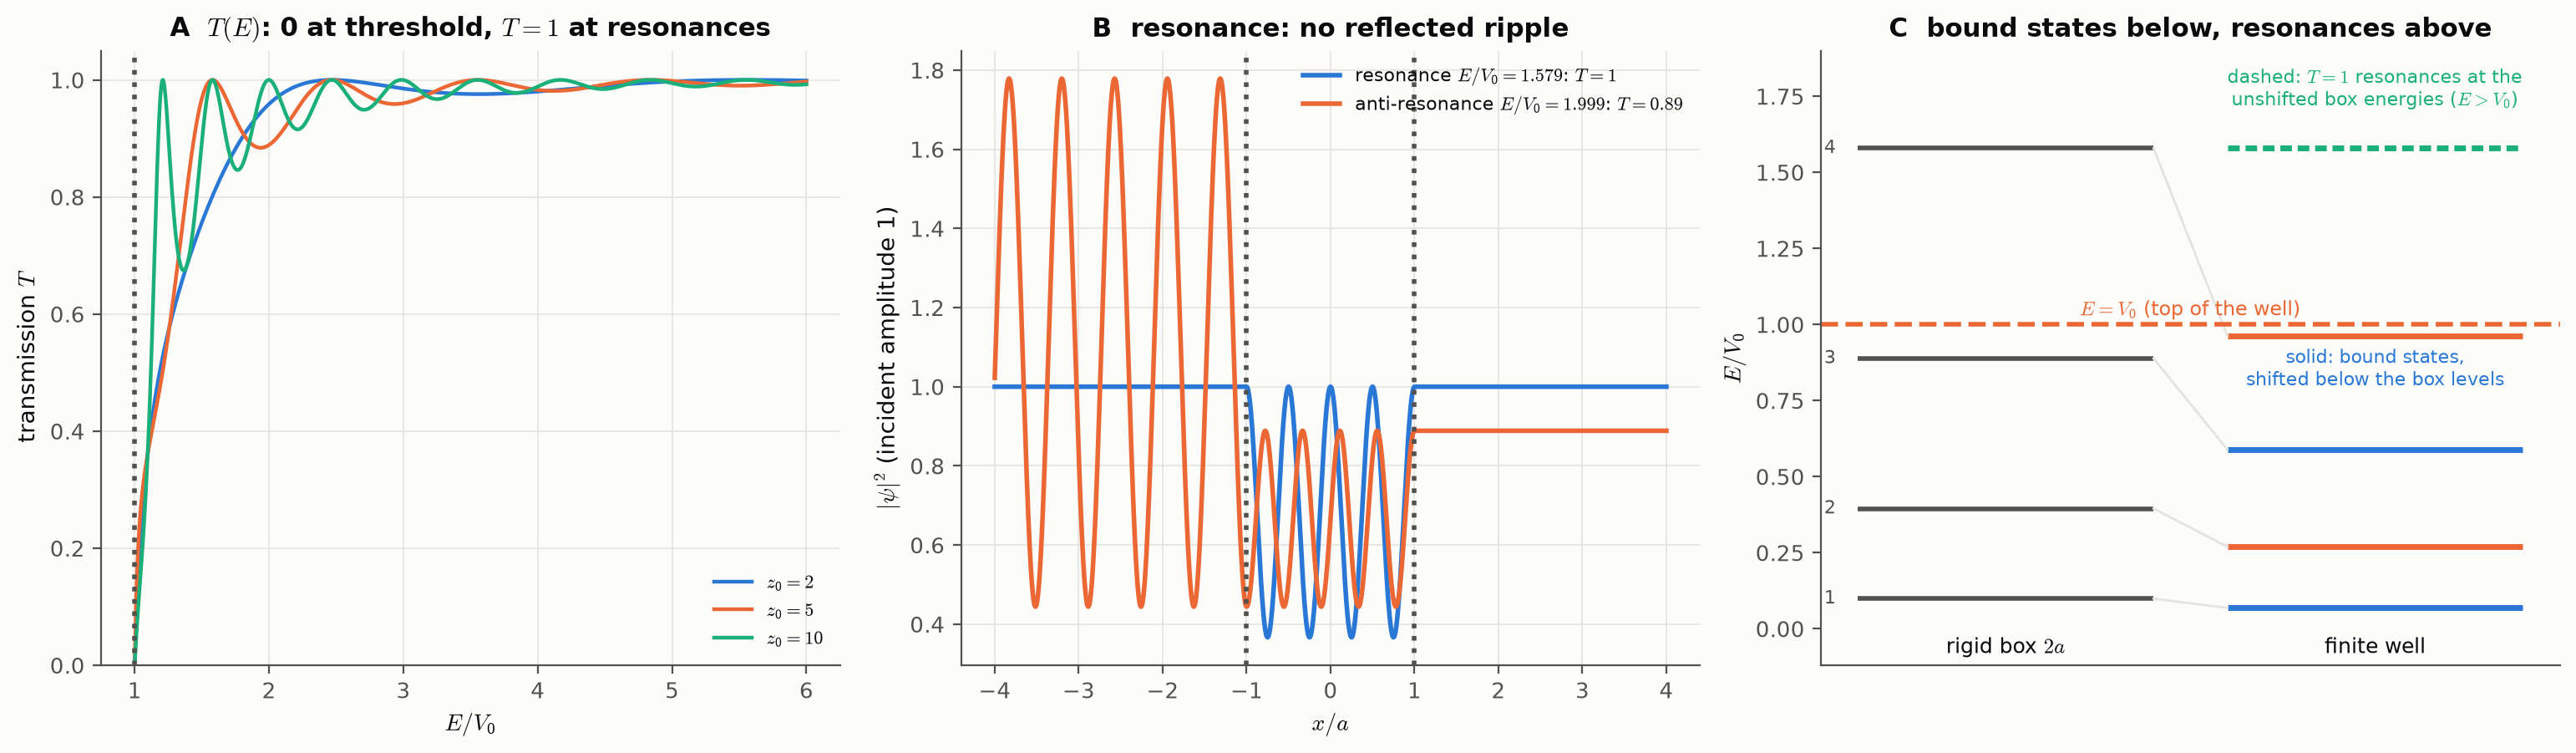 A T(E): 0 at threshold, T = 1 at resonances
transmission T
1.0
0.8
0.6
0.4
0.2
0.0
1
2
3
4
5
6
E/V₀
z₀ = 2
z₀ = 5
z₀ = 10
B resonance: no reflected ripple
|ψ|² (incident amplitude 1)
1.8
1.6
1.4
1.2
1.0
0.8
0.6
0.4
−4
−3
−2
−1
0
1
2
3
4
x/a
resonance E/V₀ = 1.579: T = 1
anti-resonance E/V₀ = 1.999: T = 0.89
C bound states below, resonances above
E/V₀
1.75
1.50
1.25
1.00
0.75
0.50
0.25
0.00
dashed: T = 1 resonances at the
unshifted box energies (E > V₀)
4
E = V₀ (top of the well)
3
solid: bound states,
shifted below the box levels
2
1
rigid box 2a
finite well